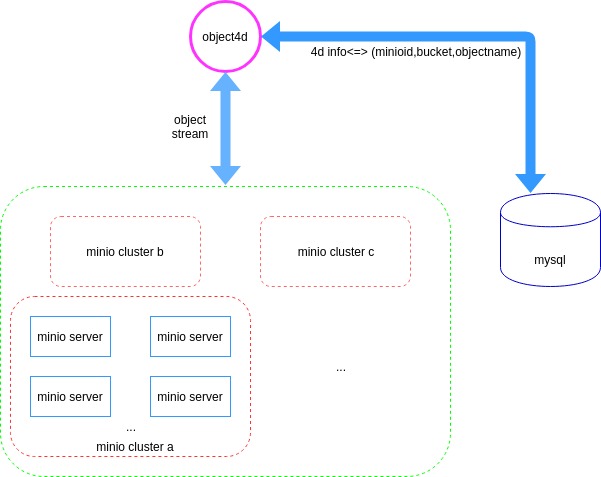 object4d
4d info<=> (minioid,bucket,objectname)
object
stream
minio cluster b
minio cluster c
mysql
minio server
minio server
minio server
minio server
...
minio cluster a
...